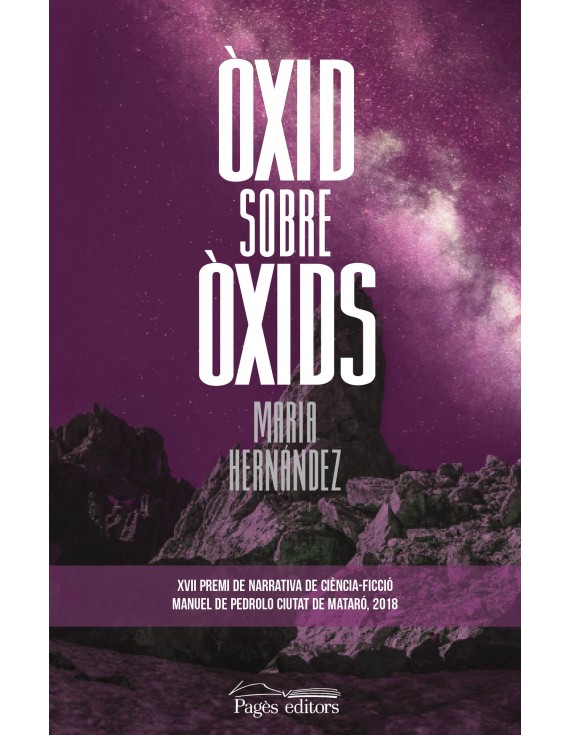 ÒXID
SOBRE
ÒXIDS
MARIA
HERNÁNDEZ
XVII PREMI DE NARRATIVA DE CIÈNCIA-FICCIÓ
MANUEL DE PEDROLO CIUTAT DE MATARÓ, 2018
Pagès editors